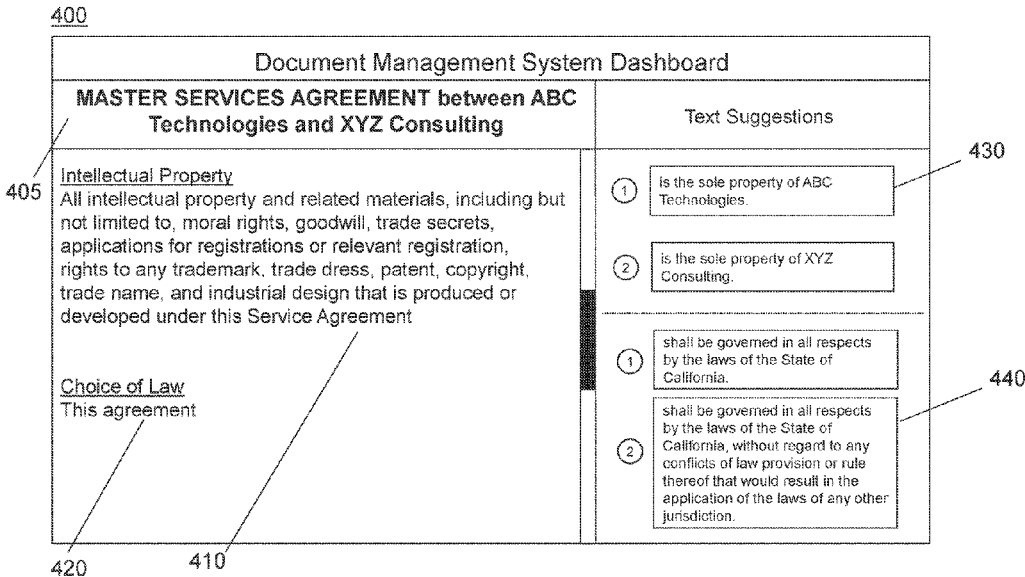 400
Document Management System Dashboard
MASTER SERVICES AGREEMENT between ABC
Technologies and XYZ Consulting
Text Suggestions
405
Intellectual Property
All intellectual property and related materials, including but
not limited to, moral rights, goodwill, trade secrets,
applications for registrations or relevant registration,
rights to any trademark, trade dress, patent, copyright,
trade name, and industrial design that is produced or
developed under this Service Agreement
Choice of Law
This agreement
420
410
430
1
is the sole property of ABC
Technologies.
2
is the sole property of XYZ
Consulting.
1
shall be governed in all respects
by the laws of the State of
California.
440
2
shall be governed in all respects
by the laws of the State of
California, without regard to any
conflicts of law provision or rule
thereof that would result in the
application of the laws of any other
jurisdiction.